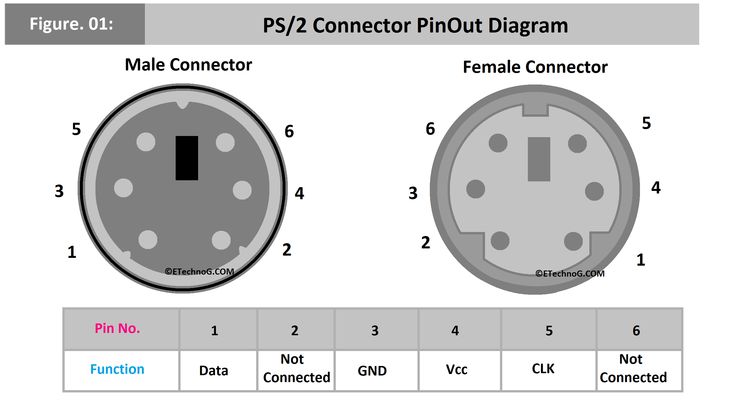 Figure. 01:
PS/2 Connector PinOut Diagram
Male Connector
Female Connector
5
6
3
4
1
2
©ETechnoG.COM
6
5
3
4
2
1
©ETechnoG.COM
Pin No. 1 2 3 4 5 6
Function Data Not Connected GND Vcc CLK Not Connected